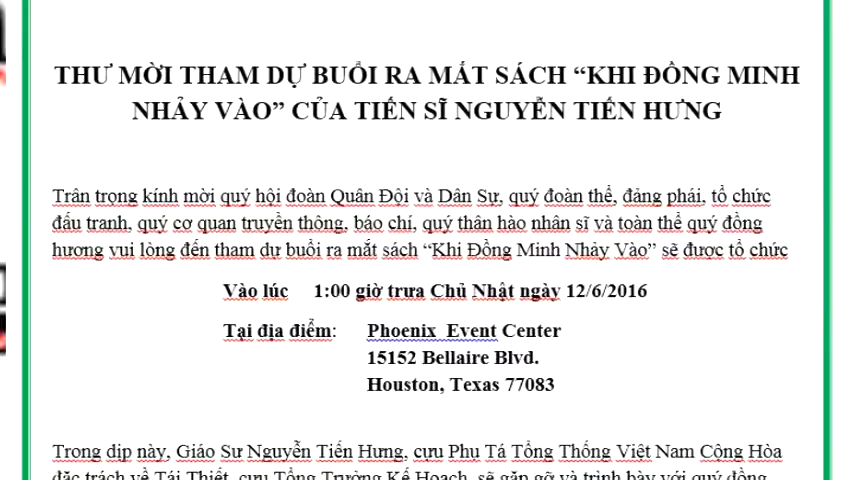 THƯ MỜI THAM DỰ BUỔI RA MẮT SÁCH “KHI ĐỒNG MINH
NHẢY VÀO” CỦA TIẾN SĨ NGUYỄN TIẾN HƯNG
Trân trọng kính mời quý hội đoàn Quân Đội và Dân Sự, quý đoàn thể, đảng phái, tổ chức
đấu tranh, quý cơ quan truyền thông, báo chí, quý thân hào nhân sĩ và toàn thể quý đồng
hương vui lòng đến tham dự buổi ra mắt sách “Khi Đồng Minh Nhảy Vào” sẽ được tổ chức
Vào lúc 1:00 giờ trưa Chủ Nhật ngày 12/6/2016
Tại địa điểm: Phoenix Event Center
15152 Bellaire Blvd.
Houston, Texas 77083
Trong dịp này, Giáo Sư Nguyễn Tiến Hưng, cựu Phụ Tá Tổng Thống Việt Nam Cộng Hòa
đặc trách về Tái Thiết, cựu Tổng Trưởng Kế Hoạch, sẽ gặp gỡ và trình bày với quý đồng